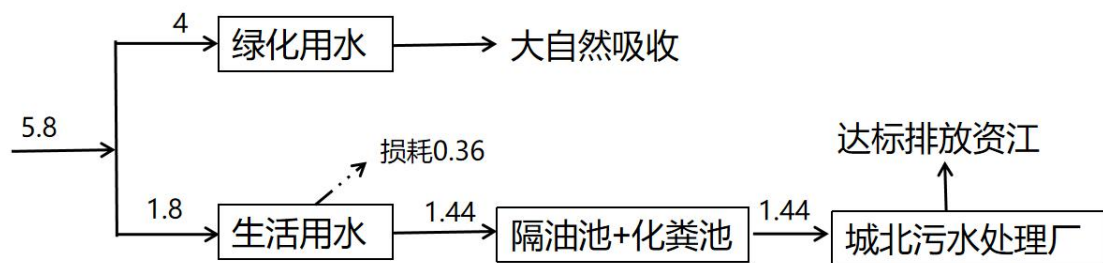 4
绿化用水
大自然吸收
5.8
损耗0.36
达标排放资江
1.8
生活用水
1.44
隔油池+化粪池
1.44
城北污水处理厂